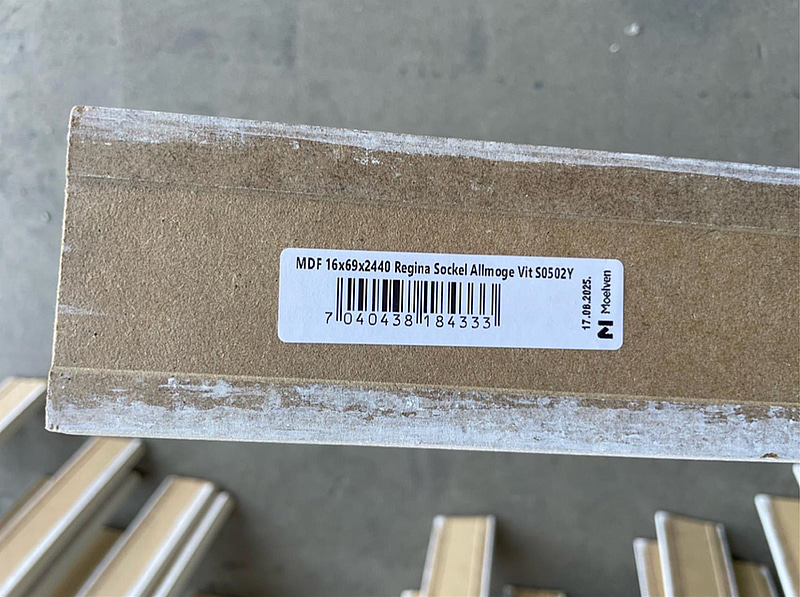 MDF 16x69x2440 Regina Sockel Allmoge Vit S0502Y
7 040438 184333
17.08.2025.
Moelven